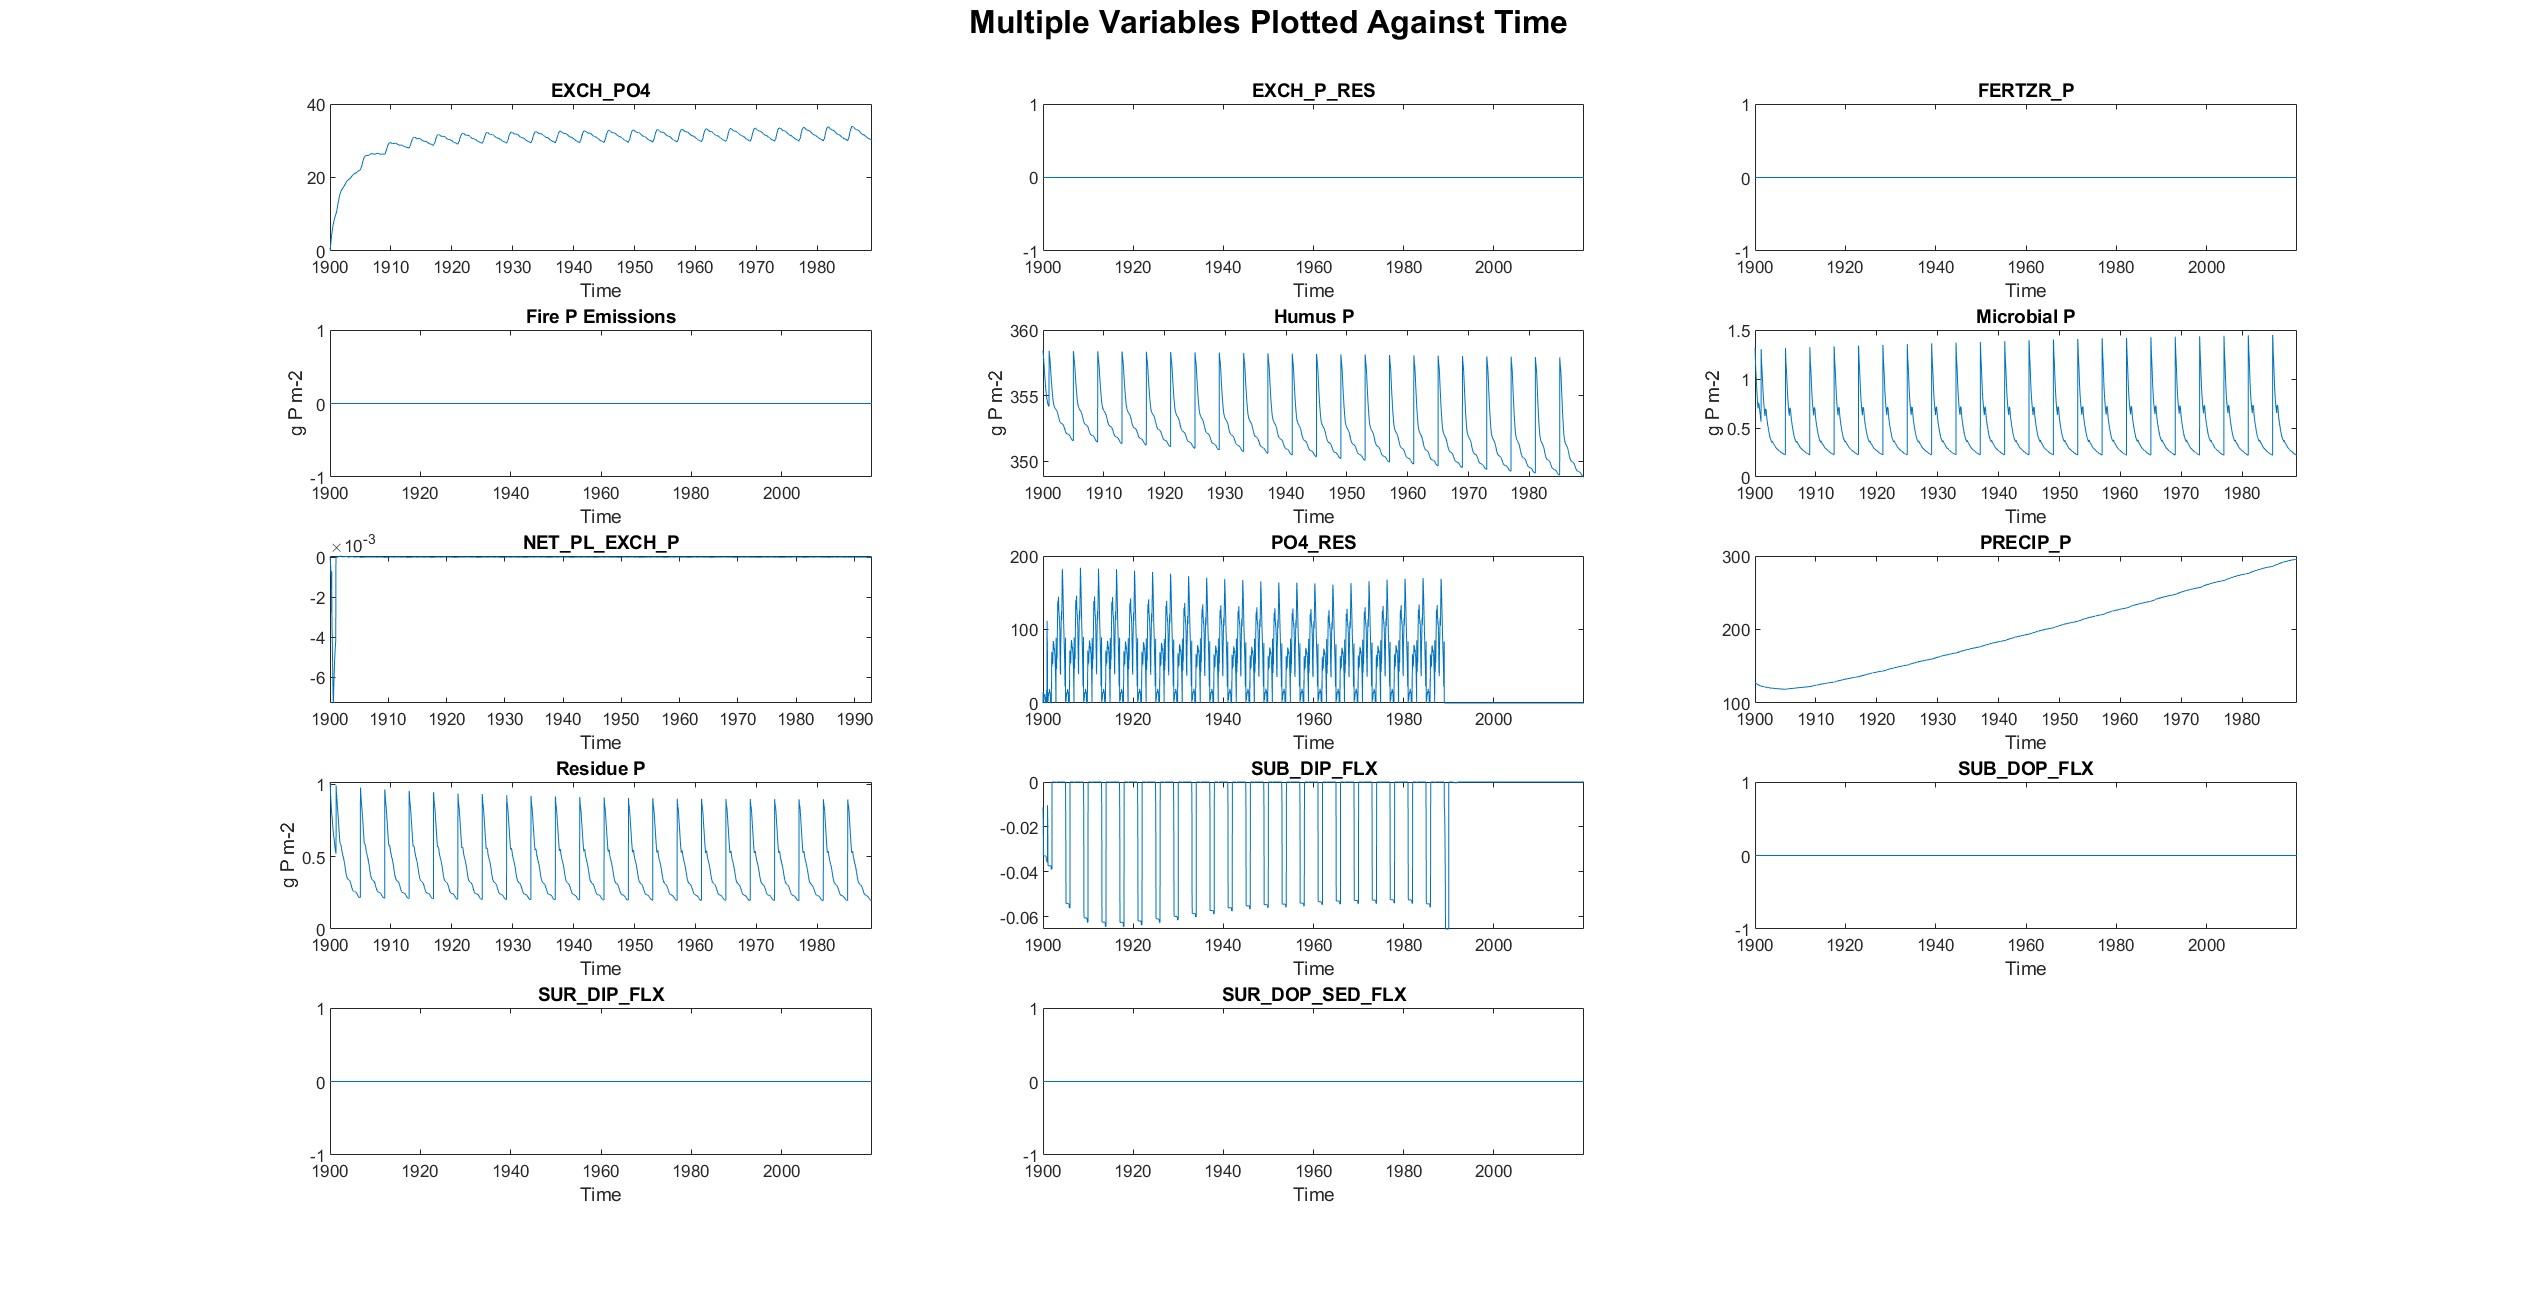 Multiple Variables Plotted Against Time
EXCH_PO4
40
20
0
1900 1910 1920 1930 1940 1950 1960 1970 1980
Time
EXCH_P_RES
1
0
-1
1900 1920 1940 1960 1980 2000
Time
FERTZR_P
1
0
-1
1900 1920 1940 1960 1980 2000
Time
Fire P Emissions
g P m-2
1
0
-1
1900 1920 1940 1960 1980 2000
Time
Humus P
g P m-2
360
355
350
1900 1910 1920 1930 1940 1950 1960 1970 1980
Time
Microbial P
g P m-2
1.5
1
0.5
0
1900 1910 1920 1930 1940 1950 1960 1970 1980
Time
NET_PL_EXCH_P
×10-3
0
-2
-4
-6
1900 1910 1920 1930 1940 1950 1960 1970 1980 1990
Time
PO4_RES
200
100
0
1900 1920 1940 1960 1980 2000
Time
PRECIP_P
300
200
100
1900 1910 1920 1930 1940 1950 1960 1970 1980
Time
Residue P
g P m-2
1
0.5
0
1900 1910 1920 1930 1940 1950 1960 1970 1980
Time
SUB_DIP_FLX
0
-0.02
-0.04
-0.06
1900 1920 1940 1960 1980 2000
Time
SUB_DOP_FLX
1
0
-1
1900 1920 1940 1960 1980 2000
Time
SUR_DIP_FLX
1
0
-1
1900 1920 1940 1960 1980 2000
Time
SUR_DOP_SED_FLX
1
0
-1
1900 1920 1940 1960 1980 2000
Time